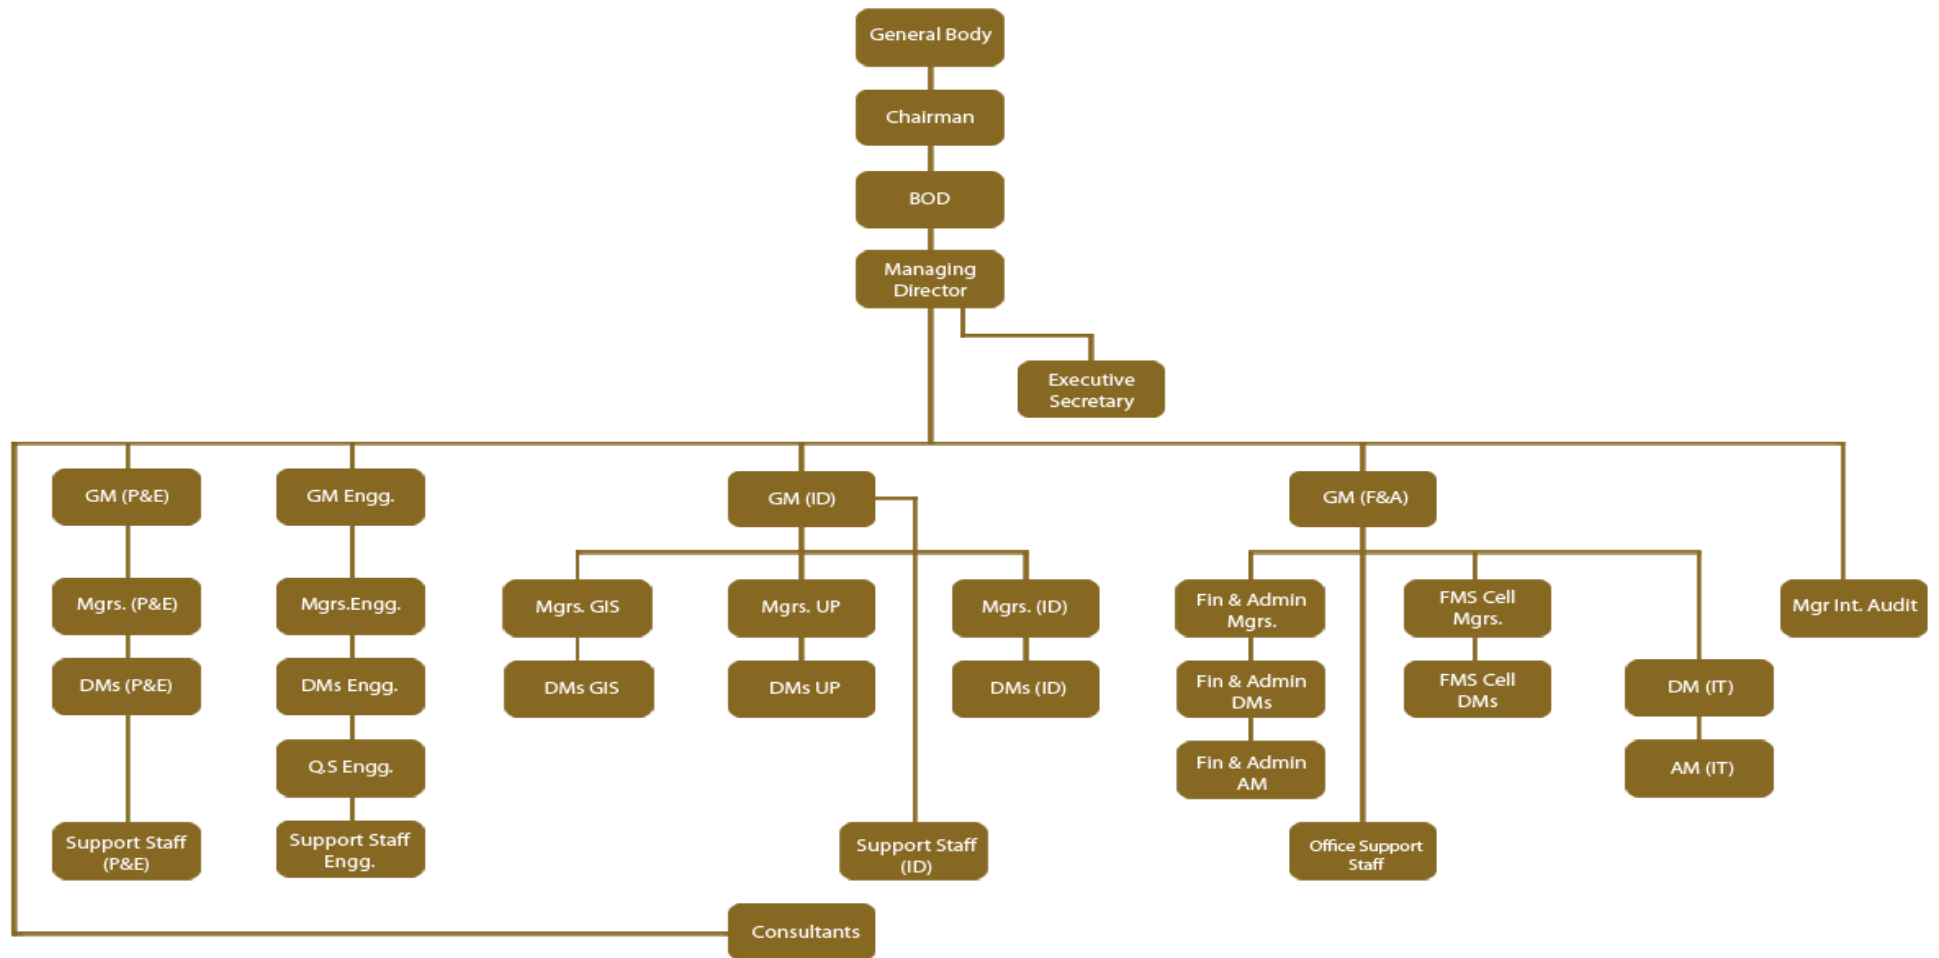 General Body
Chairman
BOD
Managing
Director
Executive
Secretary
GM (P&E)
GM Engg.
GM (ID)
GM (F&A)
Mgrs. (P&E)
Mgrs.Engg.
Mgrs. GIS
Mgrs. UP
Mgrs. (ID)
Fin & Admin
Mgrs.
FMS Cell
Mgrs.
Mgr Int. Audit
DMs (P&E)
DMs Engg.
DMs GIS
DMs UP
DMs (ID)
Fin & Admin
DMs
FMS Cell
DMs
DM (IT)
Q.S Engg.
Fin & Admin
AM
AM (IT)
Support Staff
(P&E)
Support Staff
Engg.
Support Staff
(ID)
Office Support
Staff
Consultants